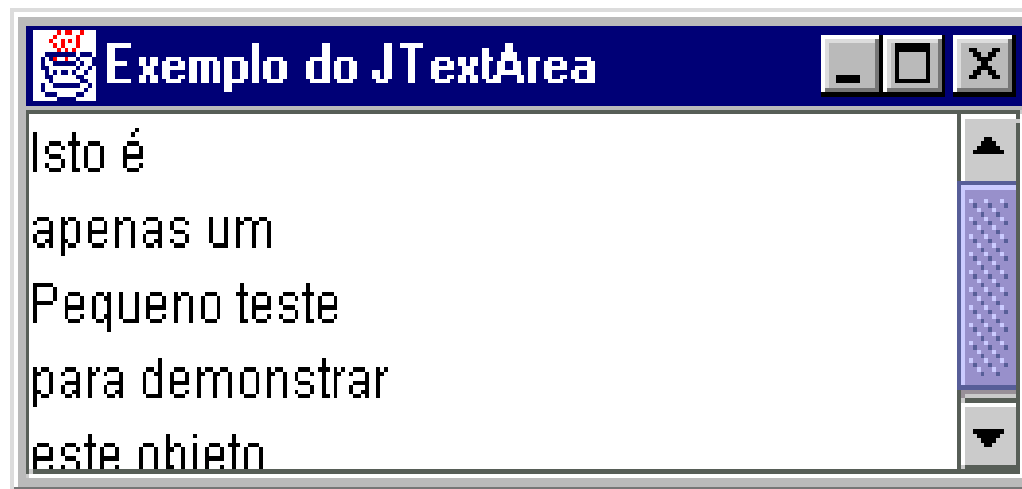 Exemplo do JTextArea
Isto é
apenas um
Pequeno teste
para demonstrar
este objeto